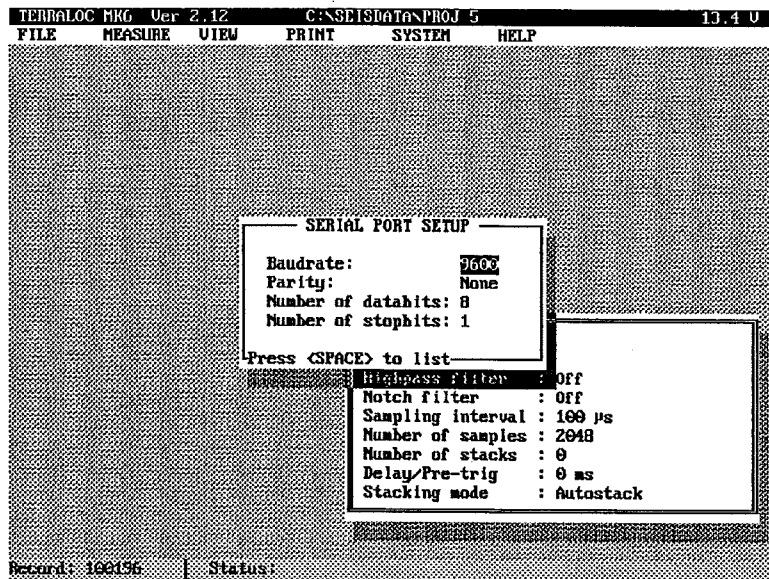 TERRALOC MK6 Ver 2.12 C:\SEISDATA\PROJ_5 13.4 V
FILE MEASURE VIEW PRINT SYSTEM HELP
SERIAL PORT SETUP
Baudrate: 9600
Parity: None
Number of databits: 8
Number of stopbits: 1
Press <SPACE> to list
Highpass filter : Off
Notch filter : Off
Sampling interval : 100 µs
Number of samples : 2048
Number of stacks : 0
Delay/Pre-trig : 0 ms
Stacking mode : Autostack
Record: 100196 | Status: